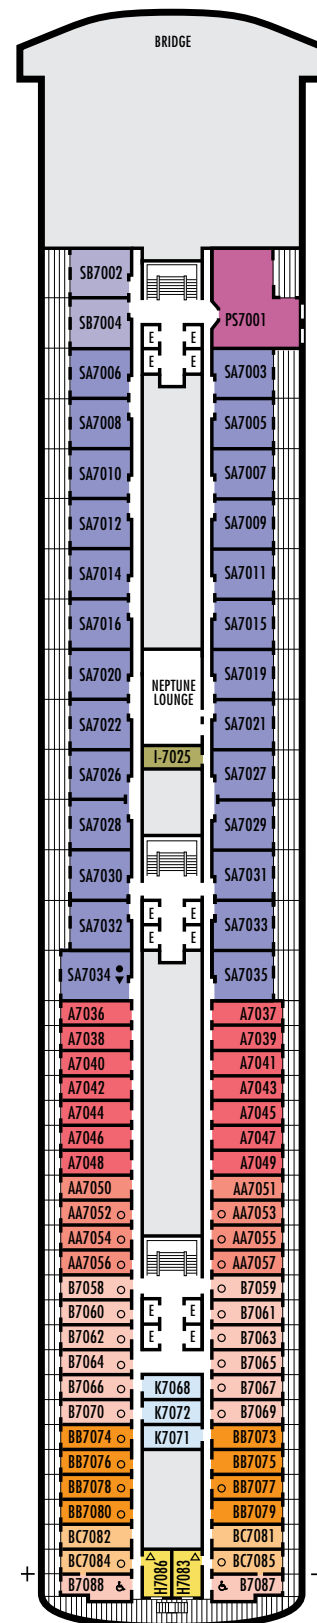 BRIDGE
SB7002
SB7004
E E
PS7001
E E
SA7006 SA7003
SA7008 SA7005
SA7010 SA7007
SA7012 SA7009
SA7014 SA7011
SA7016 SA7015
SA7020 SA7019
NEPTUNE
LOUNGE
SA7022 SA7021
I-7025
SA7026 SA7027
SA7028 SA7029
SA7030 SA7031
SA7032 E E SA7033
E E
SA7034 SA7035
A7036 A7037
A7038 A7039
A7040 A7041
A7042 A7043
A7044 A7045
A7046 A7047
A7048 A7049
AA7050 AA7051
AA7052 AA7053
AA7054 AA7055
AA7056 AA7057
B7058 B7059
B7060 E E B7061
B7062 E E B7063
B7064 B7065
B7066 K7068 B7067
B7070 K7072 B7069
BB7074 K7071 BB7073
BB7076 BB7075
BB7078 BB7077
BB7080 BB7079
BC7082 BC7081
BC7084 H7086 H7083 BC7085
B7088 B7087